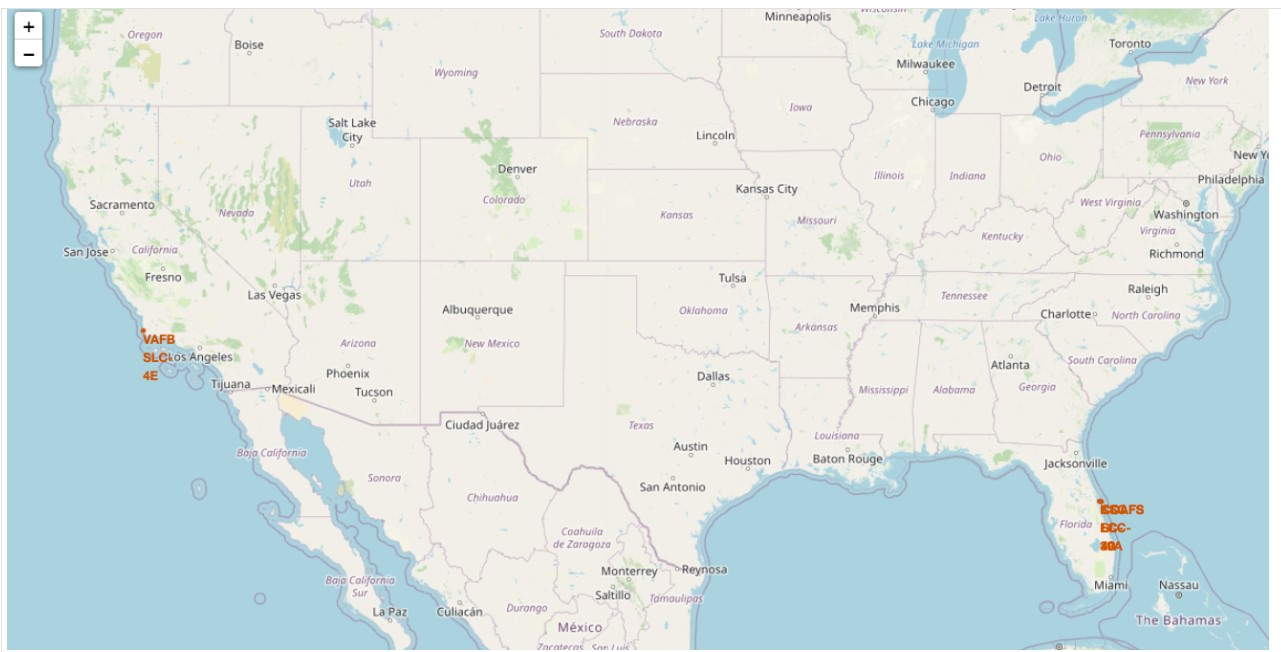 +
−
Minneapolis
Wisconsin
Lake Huron
Oregon
Boise
South Dakota
Lake Michigan
Toronto
Milwaukee
Wyoming
New York
Detroit
Chicago
Iowa
Salt Lake
City
Nebraska
Lincoln
Pennsylvania
Ohio
New Yo
Denver
Utah
Colorado
Illinois
Indiana
Philadelphia
Kansas City
Sacramento
Nevada
Kansas
Missouri
West Virginia
Washington
Virginia
Kentucky
San Jose
California
Richmond
Fresno
Tulsa
Las Vegas
Raleigh
Tennessee
Albuquerque
Oklahoma
Memphis
Charlotte
North Carolina
Arkansas
VAFB
SLC-
4E
Los Angeles
Arizona
New Mexico
South Carolina
Atlanta
Phoenix
Dallas
Tijuana
Mexicali
Tucson
Mississippi
Alabama
Georgia
Ciudad Juárez
Texas
Louisiana
Austin
Baja California
Houston
Baton Rouge
Jacksonville
Sonora
San Antonio
Chihuahua
Florida
Coahuila
de Zaragoza
Monterrey
Reynosa
Baja California
Sur
Saltillo
Tamaulipas
Miami
Nassau
La Paz
Culiacán
Durango
México
The Bahamas
Zacatecas
San Luis